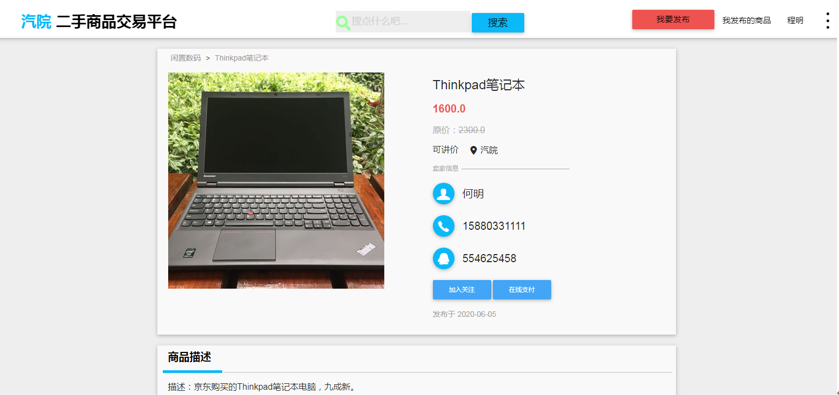 汽院 二手商品交易平台
搜点什么吧...
搜索
我要发布
我发布的商品
程明
闲置数码 > Thinkpad笔记本
Thinkpad笔记本
1600.0
原价：2300.0
可讲价 汽院
卖家信息
何明
15880331111
554625458
加入关注 在线支付
发布于 2020-06-05
ThinkPad
商品描述
描述：京东购买的Thinkpad笔记本电脑，九成新。